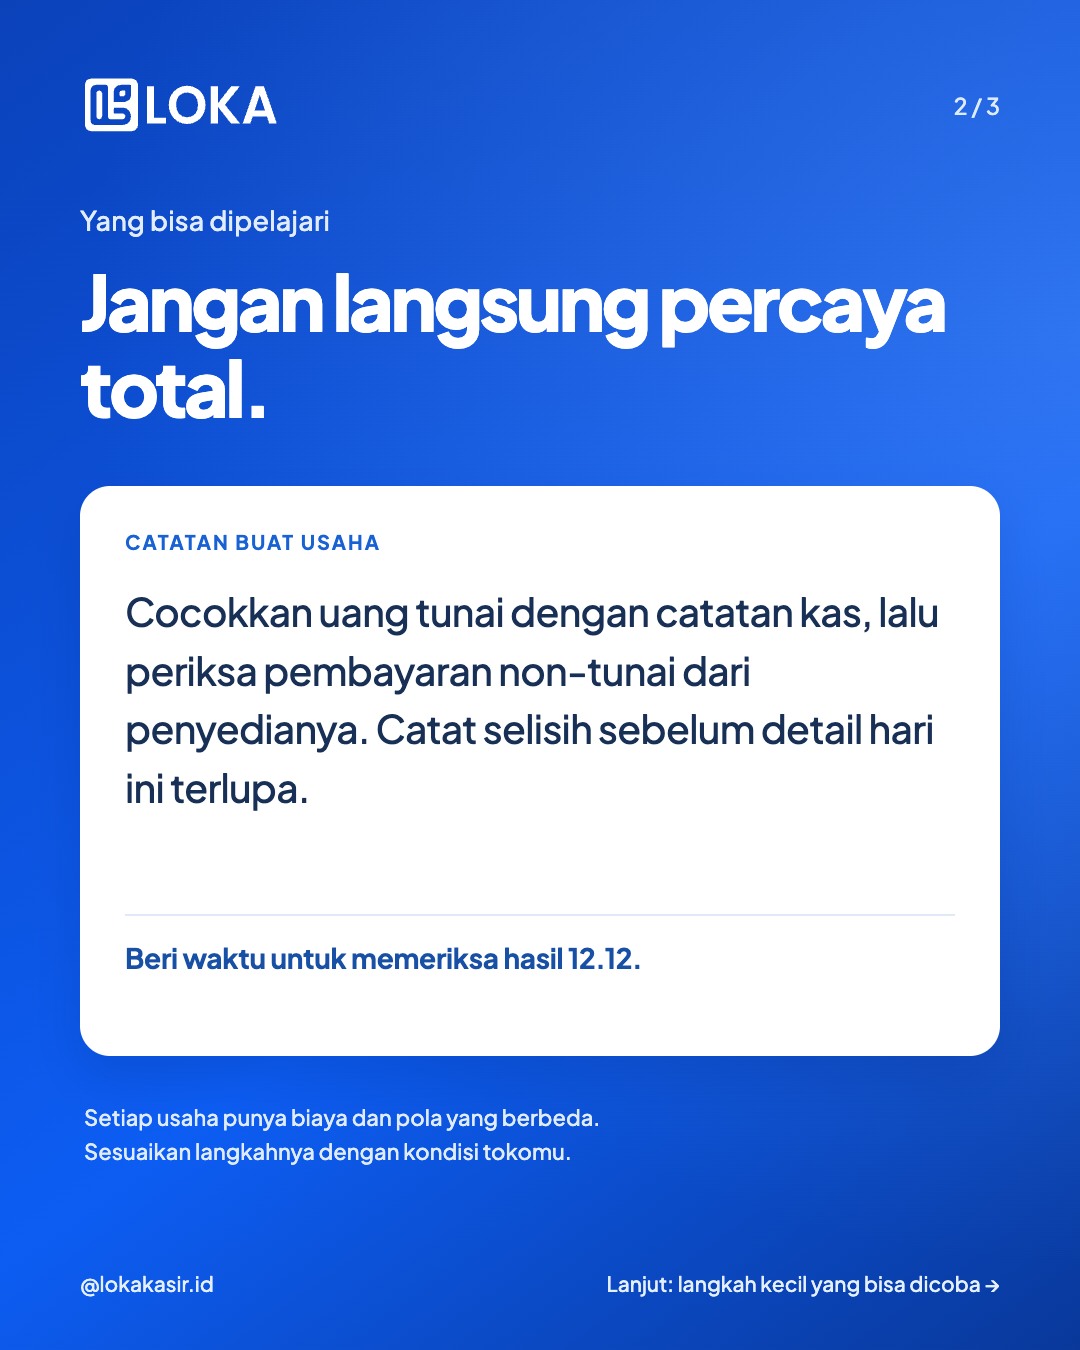 LOKA
2 / 3
Yang bisa dipelajari
Jangan langsung percaya
total.
CATATAN BUAT USAHA
Cocokkan uang tunai dengan catatan kas, lalu
periksa pembayaran non-tunai dari
penyedianya. Catat selisih sebelum detail hari
ini terlupa.
Beri waktu untuk memeriksa hasil 12.12.
Setiap usaha punya biaya dan pola yang berbeda.
Sesuaikan langkahnya dengan kondisi tokomu.
@lokakasir.id
Lanjut: langkah kecil yang bisa dicoba →